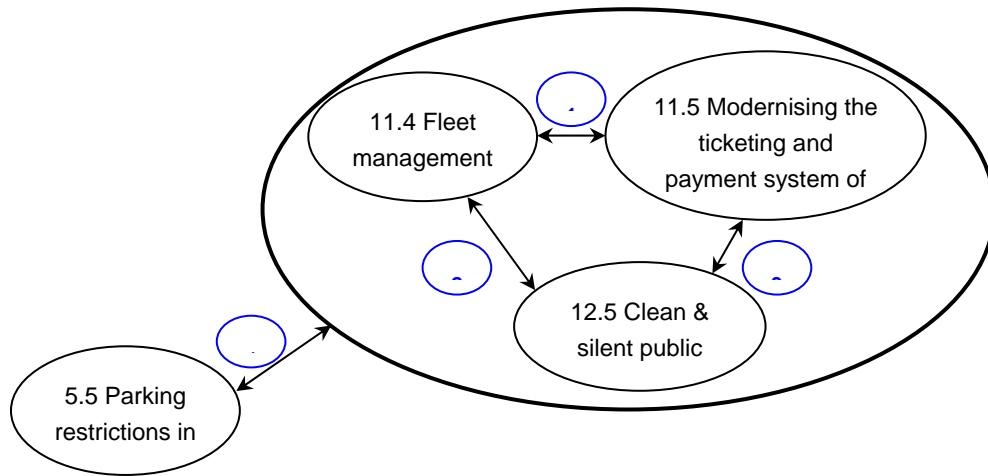 11.4 Fleet
management
11.5 Modernising the
ticketing and
payment system of
12.5 Clean &
silent public
5.5 Parking
restrictions in